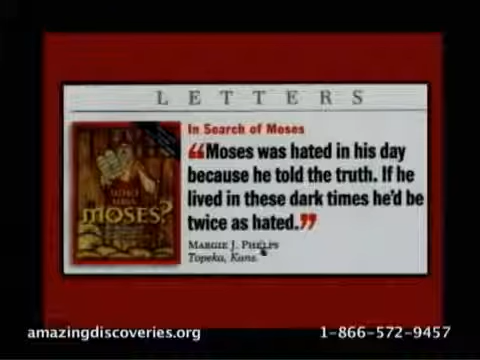 LETTERS
In Search of Moses
WHO
WAS
MOSES?
“Moses was hated in his day
because he told the truth. If he
lived in these dark times he'd be
twice as hated.”
MARGIE J. PHELPS
Topeka, Kans.
amazingdiscoveries.org
1-866-572-9457